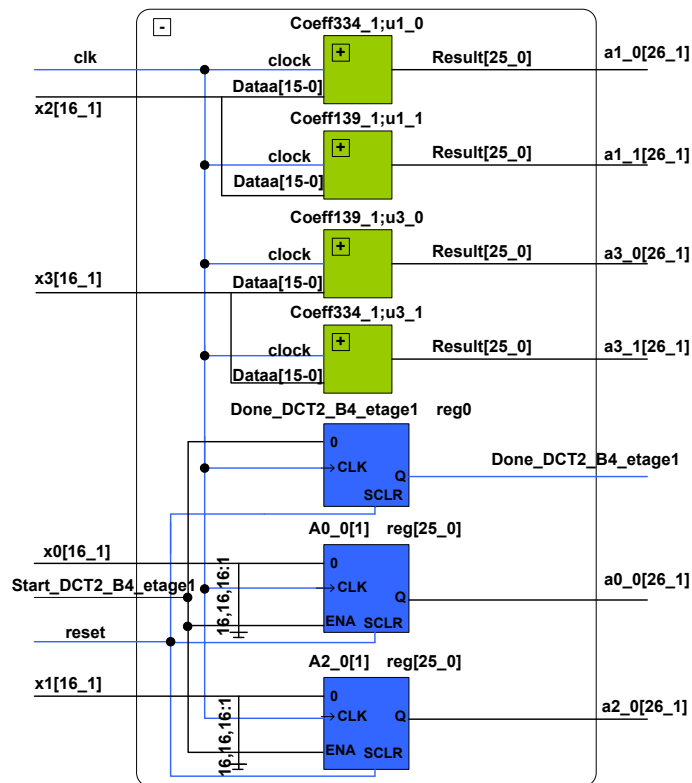 Coeff334_1;u1_0
-
+
clk
clock
Result[25_0]
a1_0[26_1]
Dataa[15-0]
x2[16_1]
Coeff139_1;u1_1
+
clock
Result[25_0]
a1_1[26_1]
Dataa[15-0]
Coeff139_1;u3_0
+
clock
Result[25_0]
a3_0[26_1]
x3[16_1]
Dataa[15-0]
Coeff334_1;u3_1
+
clock
Result[25_0]
a3_1[26_1]
Dataa[15-0]
Done_DCT2_B4_etage1 reg0
0
Done_DCT2_B4_etage1
CLK
Q
SCLR
A0_0[1] reg[25_0]
x0[16_1]
0
Start_DCT2_B4_etage1
16,16,16:1
CLK
Q
a0_0[26_1]
ENA
SCLR
reset
A2_0[1] reg[25_0]
x1[16_1]
0
16,16,16:1
CLK
Q
a2_0[26_1]
ENA
SCLR